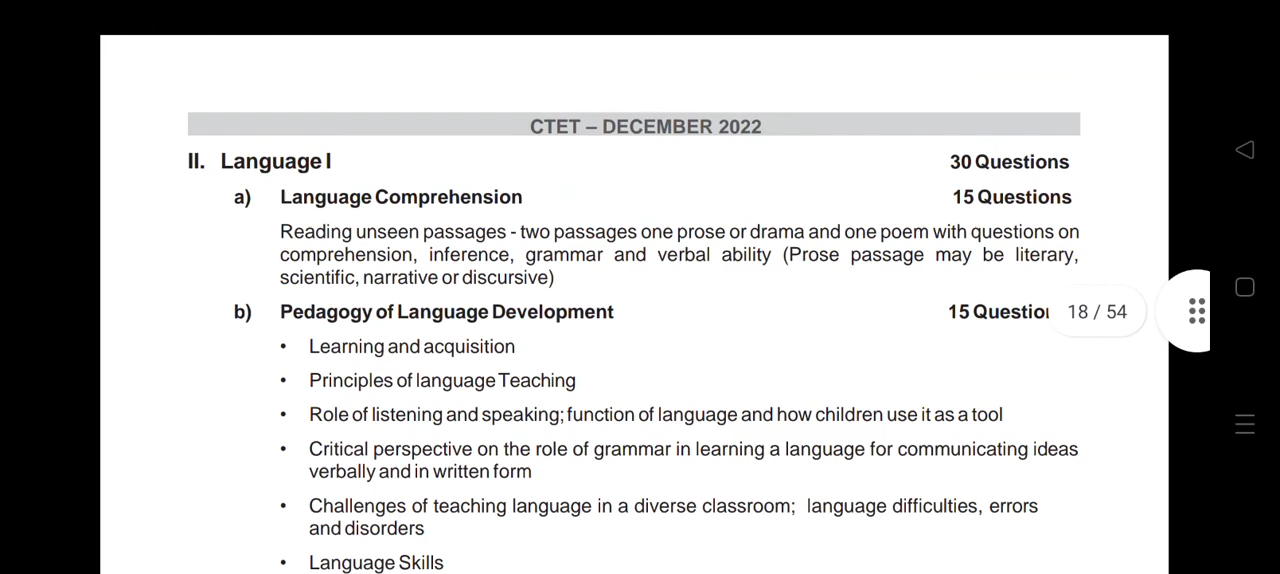 CTET – DECEMBER 2022
II. Language I 30 Questions
a) Language Comprehension 15 Questions
Reading unseen passages - two passages one prose or drama and one poem with questions on
comprehension, inference, grammar and verbal ability (Prose passage may be literary,
scientific, narrative or discursive)
b) Pedagogy of Language Development 15 Question
18 / 54
• Learning and acquisition
• Principles of language Teaching
• Role of listening and speaking; function of language and how children use it as a tool
• Critical perspective on the role of grammar in learning a language for communicating ideas
verbally and in written form
• Challenges of teaching language in a diverse classroom; language difficulties, errors
and disorders
• Language Skills